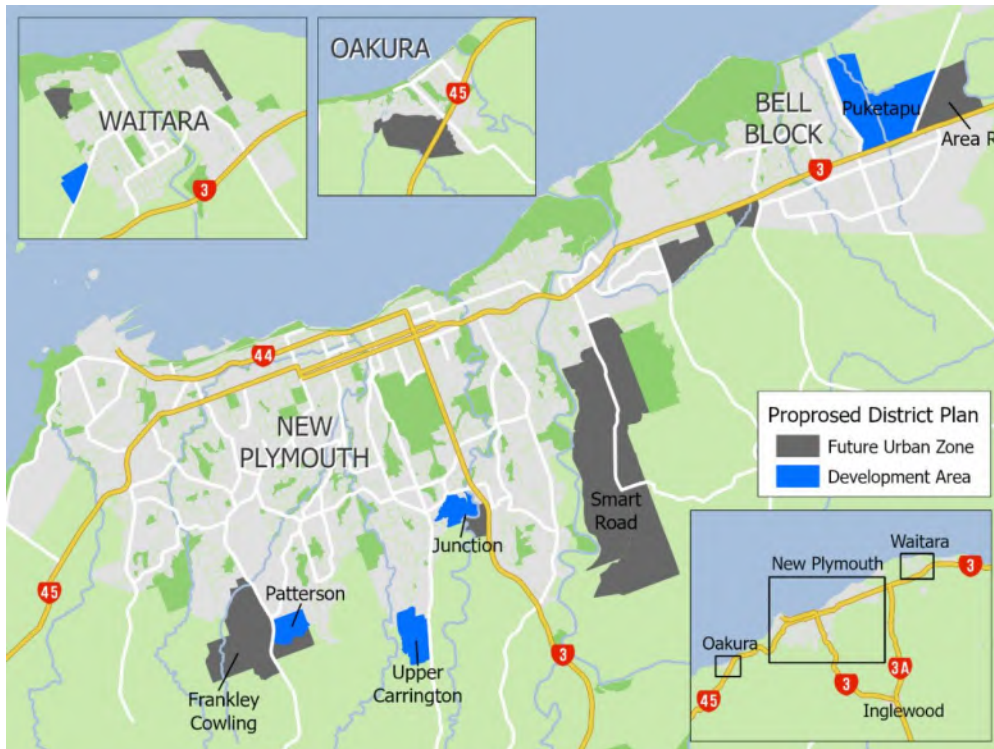 WAITARA
3
OAKURA
45
BELL
BLOCK
Puketapu
Area R
3
44
NEW
PLYMOUTH
45
Smart
Road
Junction
Patterson
Frankley
Cowling
Upper
Carrington
3
Proprosed District Plan
Future Urban Zone
Development Area
Waitara
New Plymouth
3
Oakura
3A
45
3
Inglewood